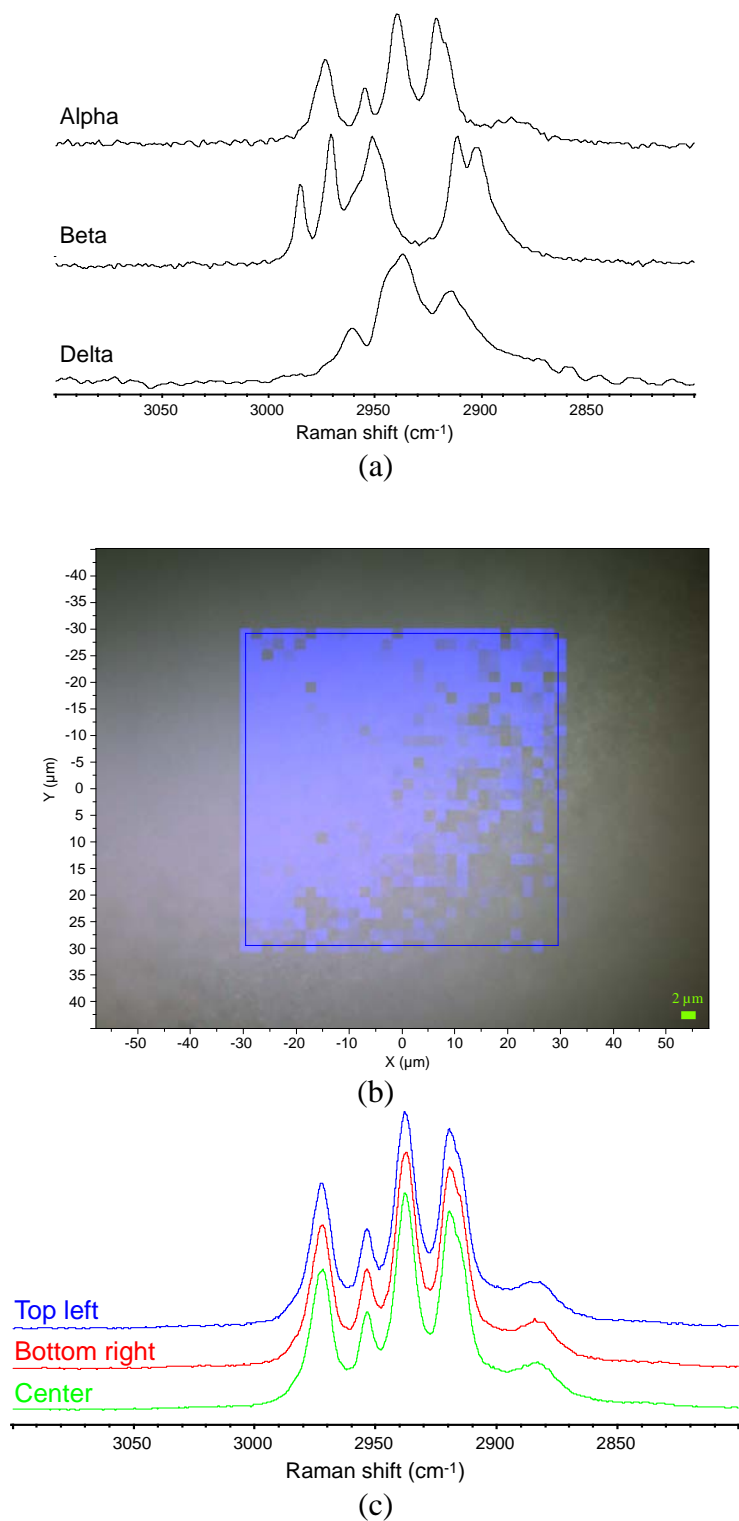 Alpha
Beta
Delta
3050 3000 2950 2900 2850
Raman shift (cm-1)
(a)
-40
-35
-30
-25
-20
-15
-10
-5
0
5
10
15
20
25
30
35
40
Y (µm)
2 µm
-50 -40 -30 -20 -10 0 10 20 30 40 50
X (µm)
(b)
Top left
Bottom right
Center
3050 3000 2950 2900 2850
Raman shift (cm-1)
(c)